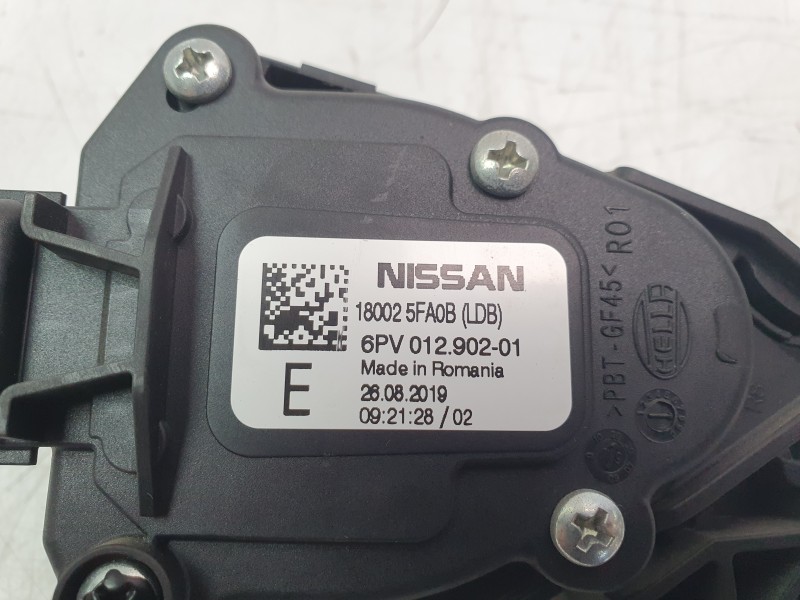 NISSAN
18002 5FA0B (LDB)
6PV 012.902-01
Made in Romania
E
26.08.2019
09:21:28 / 02
>PBT-GF45< R01
HELLA